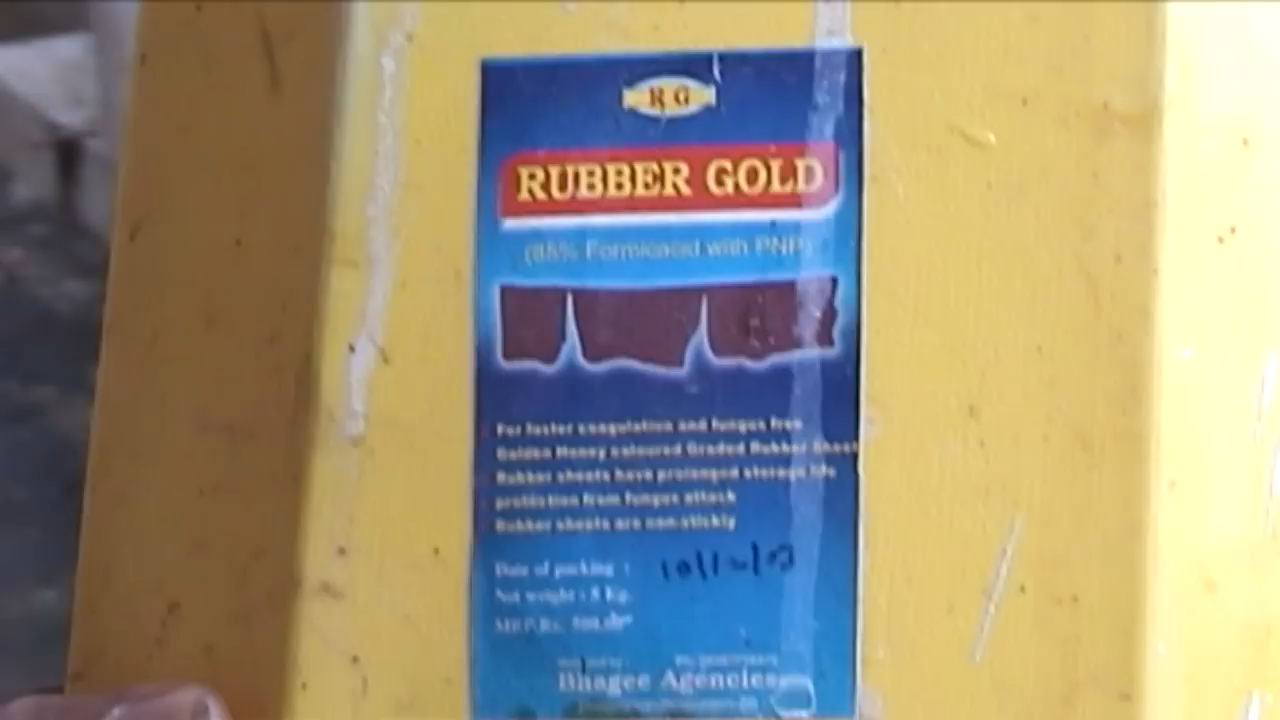 R G
RUBBER GOLD
(85% Formicacid with PNP)
For faster coagulation and fungus free
Golden Honey coloured Graded Rubber Sheet
Rubber sheets have prolonged storage life
protection from fungus attack
Rubber sheets are non-stickly
Date of packing :
Net weight : 5 Kg.
MRP.Rs.
Bhagee Agencies